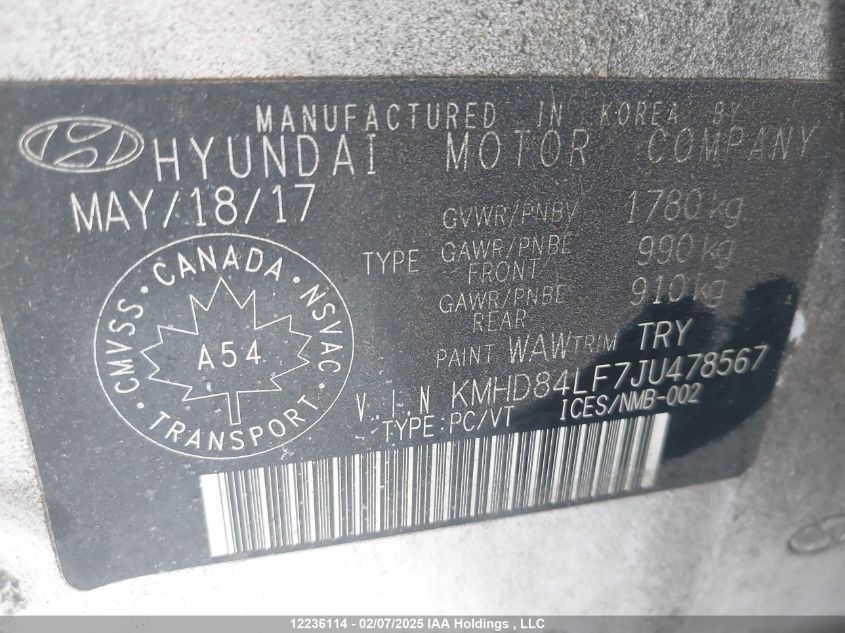 MANUFACTURED IN KOREA BY
HYUNDAI MOTOR COMPANY
MAY/18/17
GVWR/PNBV 1780 kg
TYPE GAWR/PNBE FRONT 990 kg
GAWR/PNBE REAR 910 kg
PAINT WAW TRIM TRY
V.I.N KMHD84LF7JU478567
TYPE:PC/VT ICES/NMB-002
CMVSS · CANADA · NSVAC · TRANSPORT ·
A54
12236114 - 02/07/2025 IAA Holdings , LLC